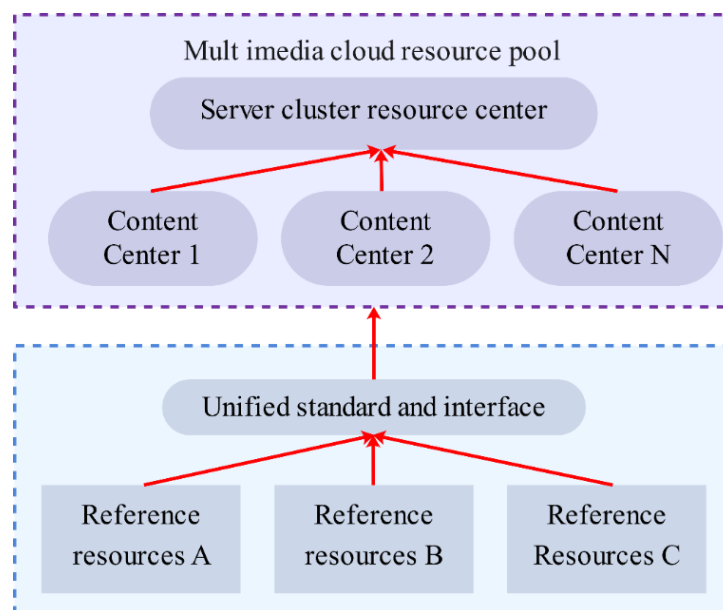 Mult imedia cloud resource pool
Server cluster resource center
Content
Center 1
Content
Center 2
Content
Center N
Unified standard and interface
Reference
resources A
Reference
resources B
Reference
Resources C